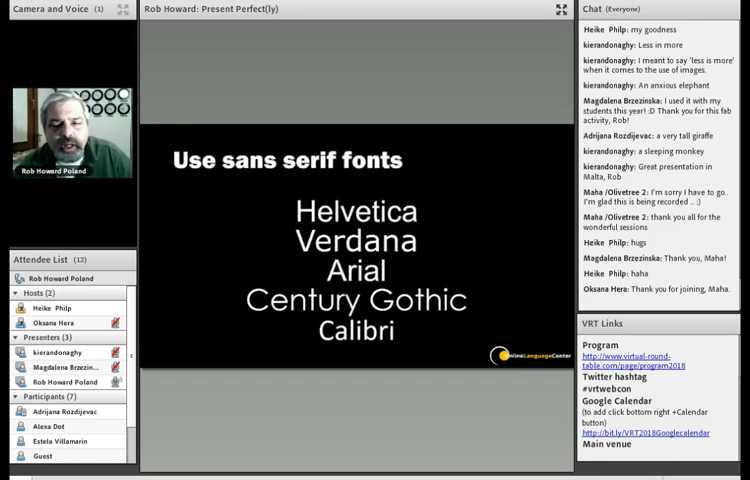 Camera and Voice (1)
Rob Howard Poland
Attendee List (12)
Rob Howard Poland
Hosts (2)
Heike Philp
Oksana Hera
Presenters (3)
kierandonaghy
Magdalena Brzezin...
Rob Howard Poland
Participants (7)
Adrijana Rozdijevac
Alexa Dot
Estela Villamarin
Guest
Rob Howard: Present Perfect(ly)
Use sans serif fonts
Helvetica
Verdana
Arial
Century Gothic
Calibri
OnlineLanguageCenter
Chat (Everyone)
Heike Philp: my goodness
kierandonaghy: Less in more
kierandonaghy: I meant to say 'less is more'
when it comes to the use of images.
kierandonaghy: An anxious elephant
Magdalena Brzezinska: I used it with my
students this year! :D Thank you for this fab
activity, Rob!
Adrijana Rozdijevac: a very tall giraffe
kierandonaghy: a sleeping monkey
kierandonaghy: Great presentation in
Malta, Rob
Maha /Olivetree 2: I'm sorry I have to go..
I'm glad this is being recorded .. :)
Maha /Olivetree 2: thank you all for the
wonderful sessions
Heike Philp: hugs
Magdalena Brzezinska: Thank you, Maha!
Heike Philp: haha
Oksana Hera: Thank you for joining, Maha.
VRT Links
Program
http://www.virtual-round-
table.com/page/program2018
Twitter hashtag
#vrtwebcon
Google Calendar
(to add click bottom right +Calendar
button)
http://bit.ly/VRT2018Googlecalendar
Main venue